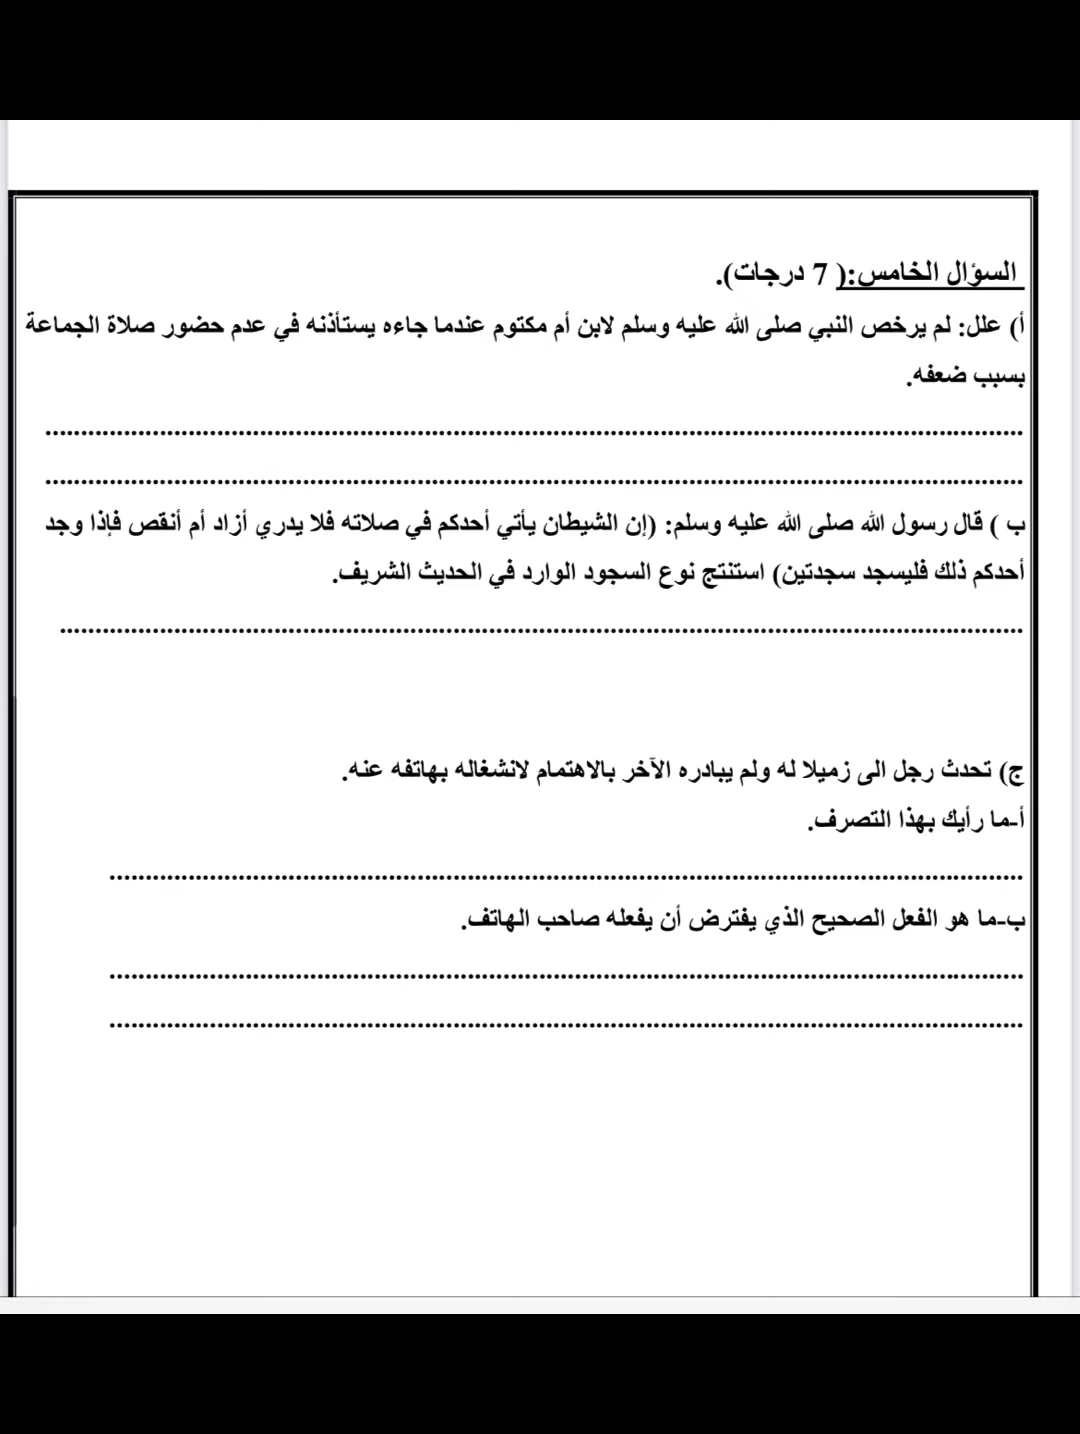 السؤال الخامس:( 7 درجات).
أ) علل: لم يرخص النبي صلى الله عليه وسلم لابن أم مكتوم عندما جاءه يستأذنه في عدم حضور صلاة الجماعة
بسبب ضعفه.
................................................................................
................................................................................
ب ) قال رسول الله صلى الله عليه وسلم: (إن الشيطان يأتي أحدكم في صلاته فلا يدري أزاد أم أنقص فإذا وجد
أحدكم ذلك فليسجد سجدتين) استنتج نوع السجود الوارد في الحديث الشريف.
................................................................................
ج) تحدث رجل الى زميلا له ولم يبادره الآخر بالاهتمام لانشغاله بهاتفه عنه.
أ-ما رأيك بهذا التصرف.
................................................................................
ب-ما هو الفعل الصحيح الذي يفترض أن يفعله صاحب الهاتف.
................................................................................
................................................................................